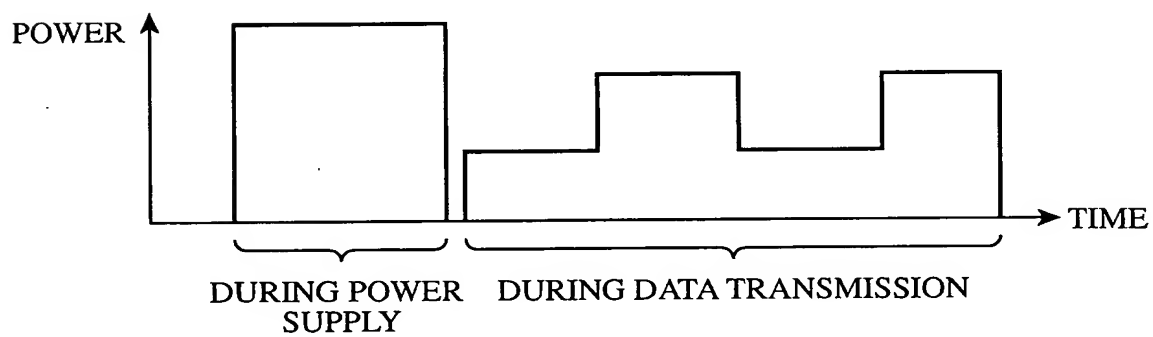 POWER
TIME
DURING POWER
SUPPLY
DURING DATA TRANSMISSION